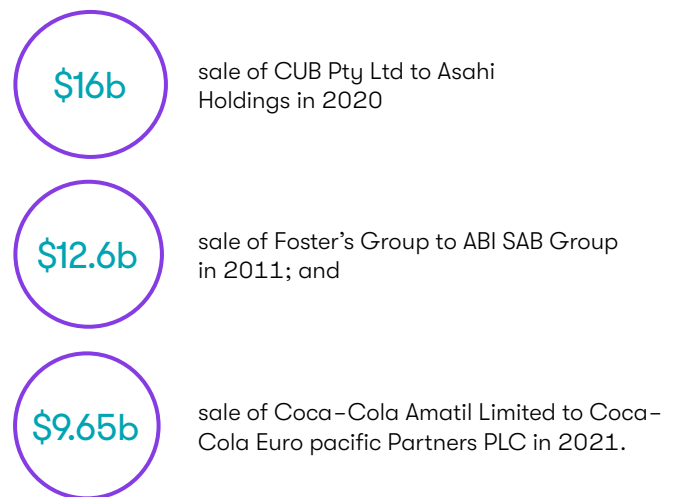 $16b
sale of CUB Pty Ltd to Asahi
Holdings in 2020
$12.6b
sale of Foster’s Group to ABI SAB Group
in 2011; and
$9.65b
sale of Coca-Cola Amatil Limited to Coca-
Cola Euro pacific Partners PLC in 2021.